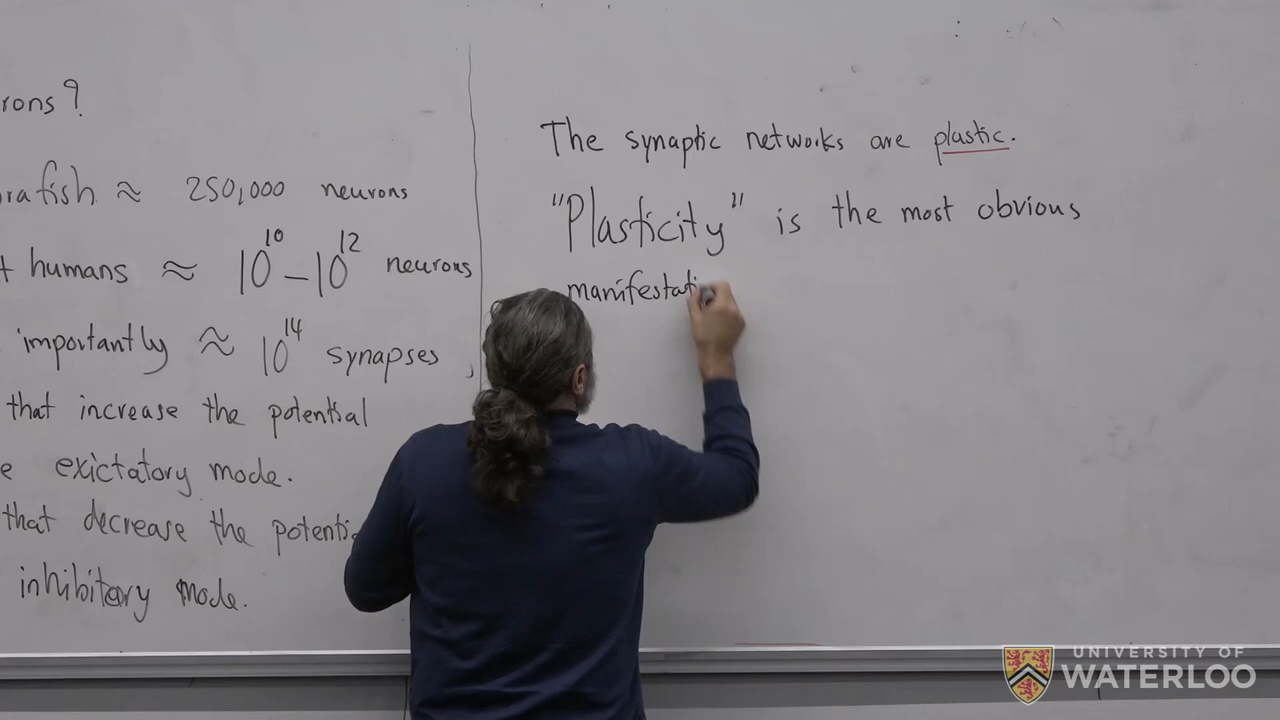 rons?
rafish ≈ 250,000 neurons
humans ≈ 10^10 – 10^12 neurons
importantly ≈ 10^14 synapses
that increase the potential
e exictatory mode.
that decrease the potenti
inhibitory mode.
The synaptic networks are plastic.
"Plasticity" is the most obvious
manifestati
UNIVERSITY OF
WATERLOO